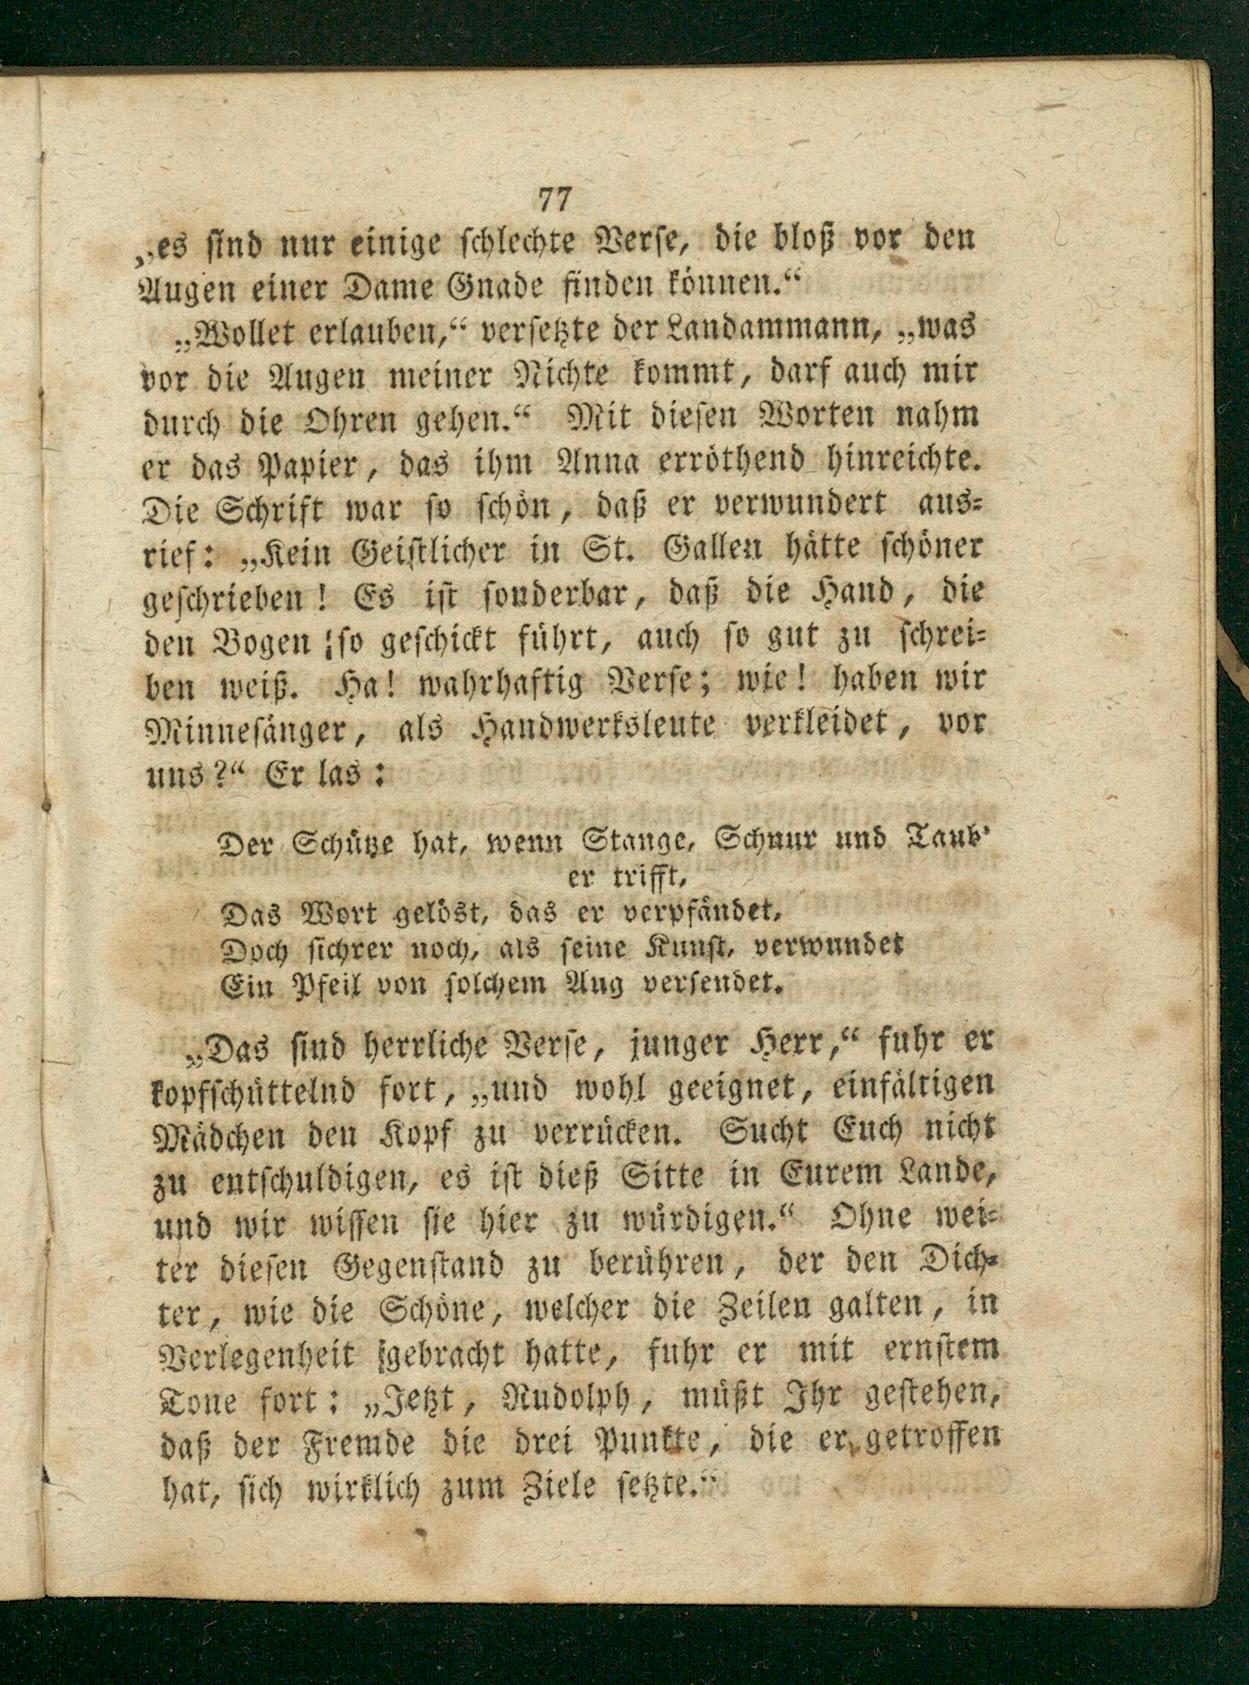 77
„es sind nur einige schlechte Verse, die bloß vor den
Augen einer Dame Gnade finden können.“
„Wollet erlauben,“ versetzte der Landammann, „was
vor die Augen meiner Nichte kommt, darf auch mir
durch die Ohren gehen.“ Mit diesen Worten nahm
er das Papier, das ihm Anna erröthend hinreichte.
Die Schrift war so schön, daß er verwundert aus=
rief: „Kein Geistlicher in St. Gallen hätte schöner
geschrieben! Es ist sonderbar, daß die Hand, die
den Bogen so geschickt führt, auch so gut zu schrei=
ben weiß. Ha! wahrhaftig Verse; wie! haben wir
Minnesänger, als Handwerksleute verkleidet, vor
uns?“ Er las:
Der Schütze hat, wenn Stange, Schnur und Taub'
er trifft,
Das Wort gelöst, das er verpfändet,
Doch sichrer noch, als seine Kunst, verwundet
Ein Pfeil von solchem Aug versendet.
„Das sind herrliche Verse, junger Herr,“ fuhr er
kopfschüttelnd fort, „und wohl geeignet, einfältigen
Mädchen den Kopf zu verrücken. Sucht Euch nicht
zu entschuldigen, es ist dieß Sitte in Eurem Lande,
und wir wissen sie hier zu würdigen.“ Ohne wei=
ter diesen Gegenstand zu berühren, der den Dich=
ter, wie die Schöne, welcher die Zeilen galten, in
Verlegenheit gebracht hatte, fuhr er mit ernstem
Tone fort: „Jetzt, Rudolph, müßt Ihr gestehen,
daß der Fremde die drei Punkte, die er getroffen
hat, sich wirklich zum Ziele setzte.“